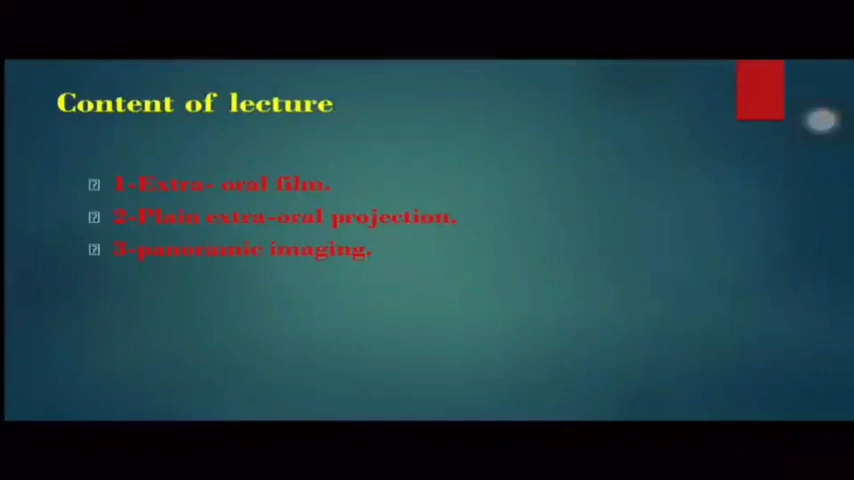 Content of lecture
1-Extra- oral film.
2-Plain extra-oral projection.
3-panoramic imaging.